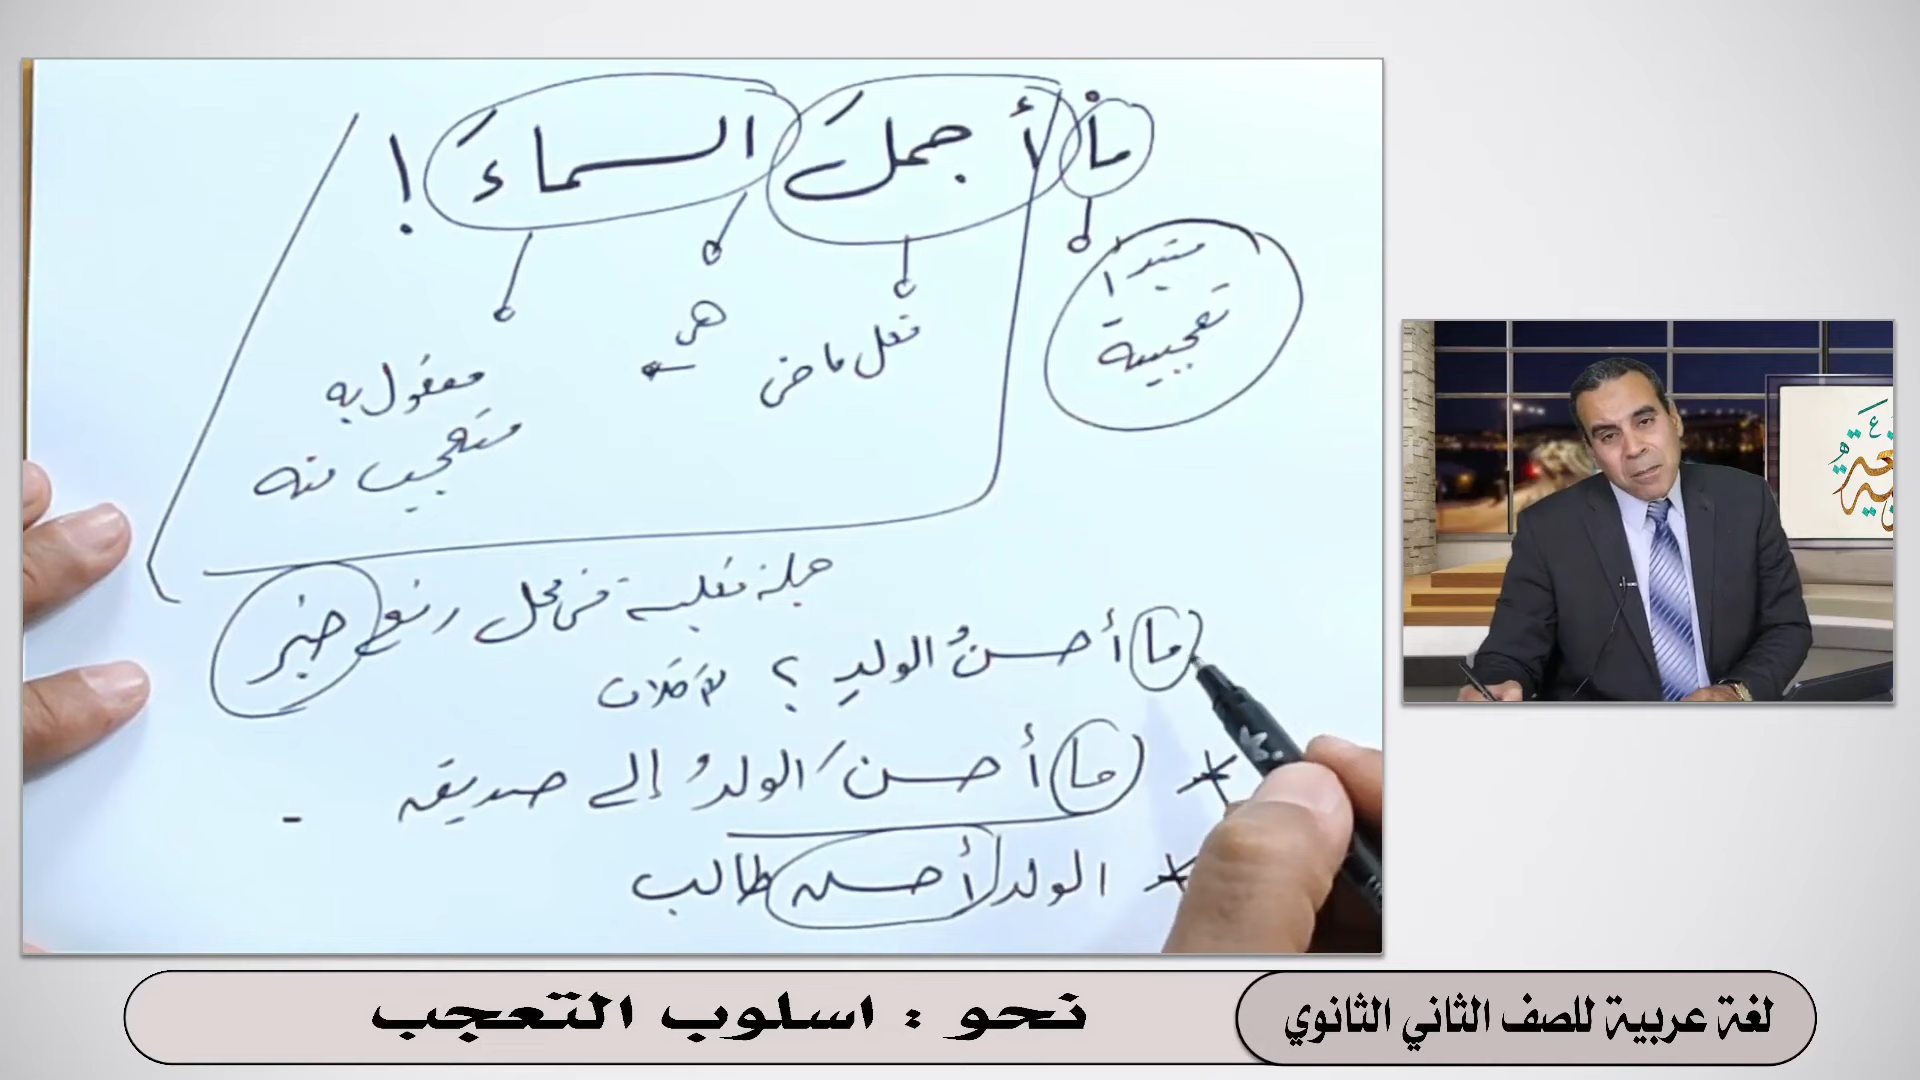 ما أجملَ السماءَ !
مبتدأ
تعجبية
فعل ماض
هي
مفعول به
متعجب منه
جملة فعلية في محل رفع خبر
ما أحسنُ الولدِ ؟
ما أحسنَ الولدُ إلى صديقه .
الولد أحسن طالب
نحو : اسلوب التعجب
لغة عربية للصف الثاني الثانوي